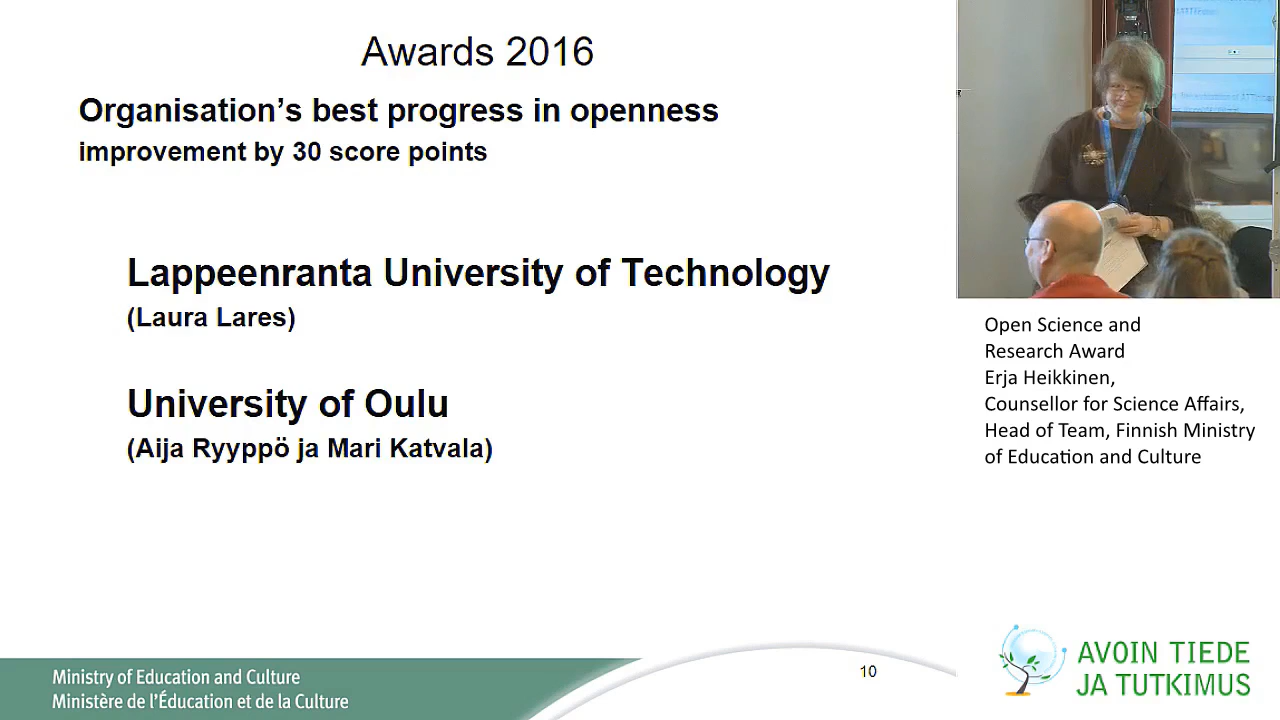 Awards 2016
Organisation’s best progress in openness
improvement by 30 score points
Lappeenranta University of Technology
(Laura Lares)
University of Oulu
(Aija Ryyppö ja Mari Katvala)
Open Science and
Research Award
Erja Heikkinen,
Counsellor for Science Affairs,
Head of Team, Finnish Ministry
of Education and Culture
Ministry of Education and Culture
Ministère de l’Éducation et de la Culture
10
AVOIN TIEDE
JA TUTKIMUS